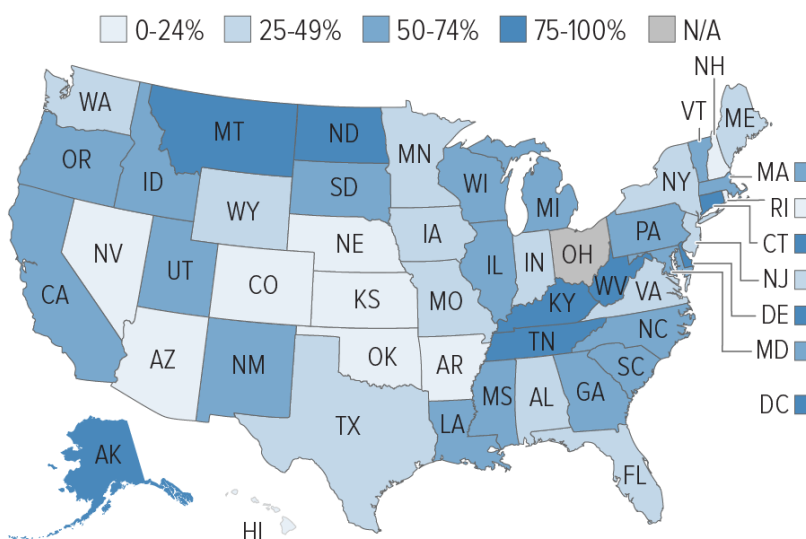 0-24% 25-49% 50-74% 75-100% N/A
NH
WA MT ND MN VT ME
OR ID SD WI MI NY MA
WY RI
NV NE IA PA CT
UT CO IL IN OH NJ
CA KS MO KY WV VA DE
AZ NM OK AR TN NC MD
MS AL GA SC DC
TX LA
AK FL
HI